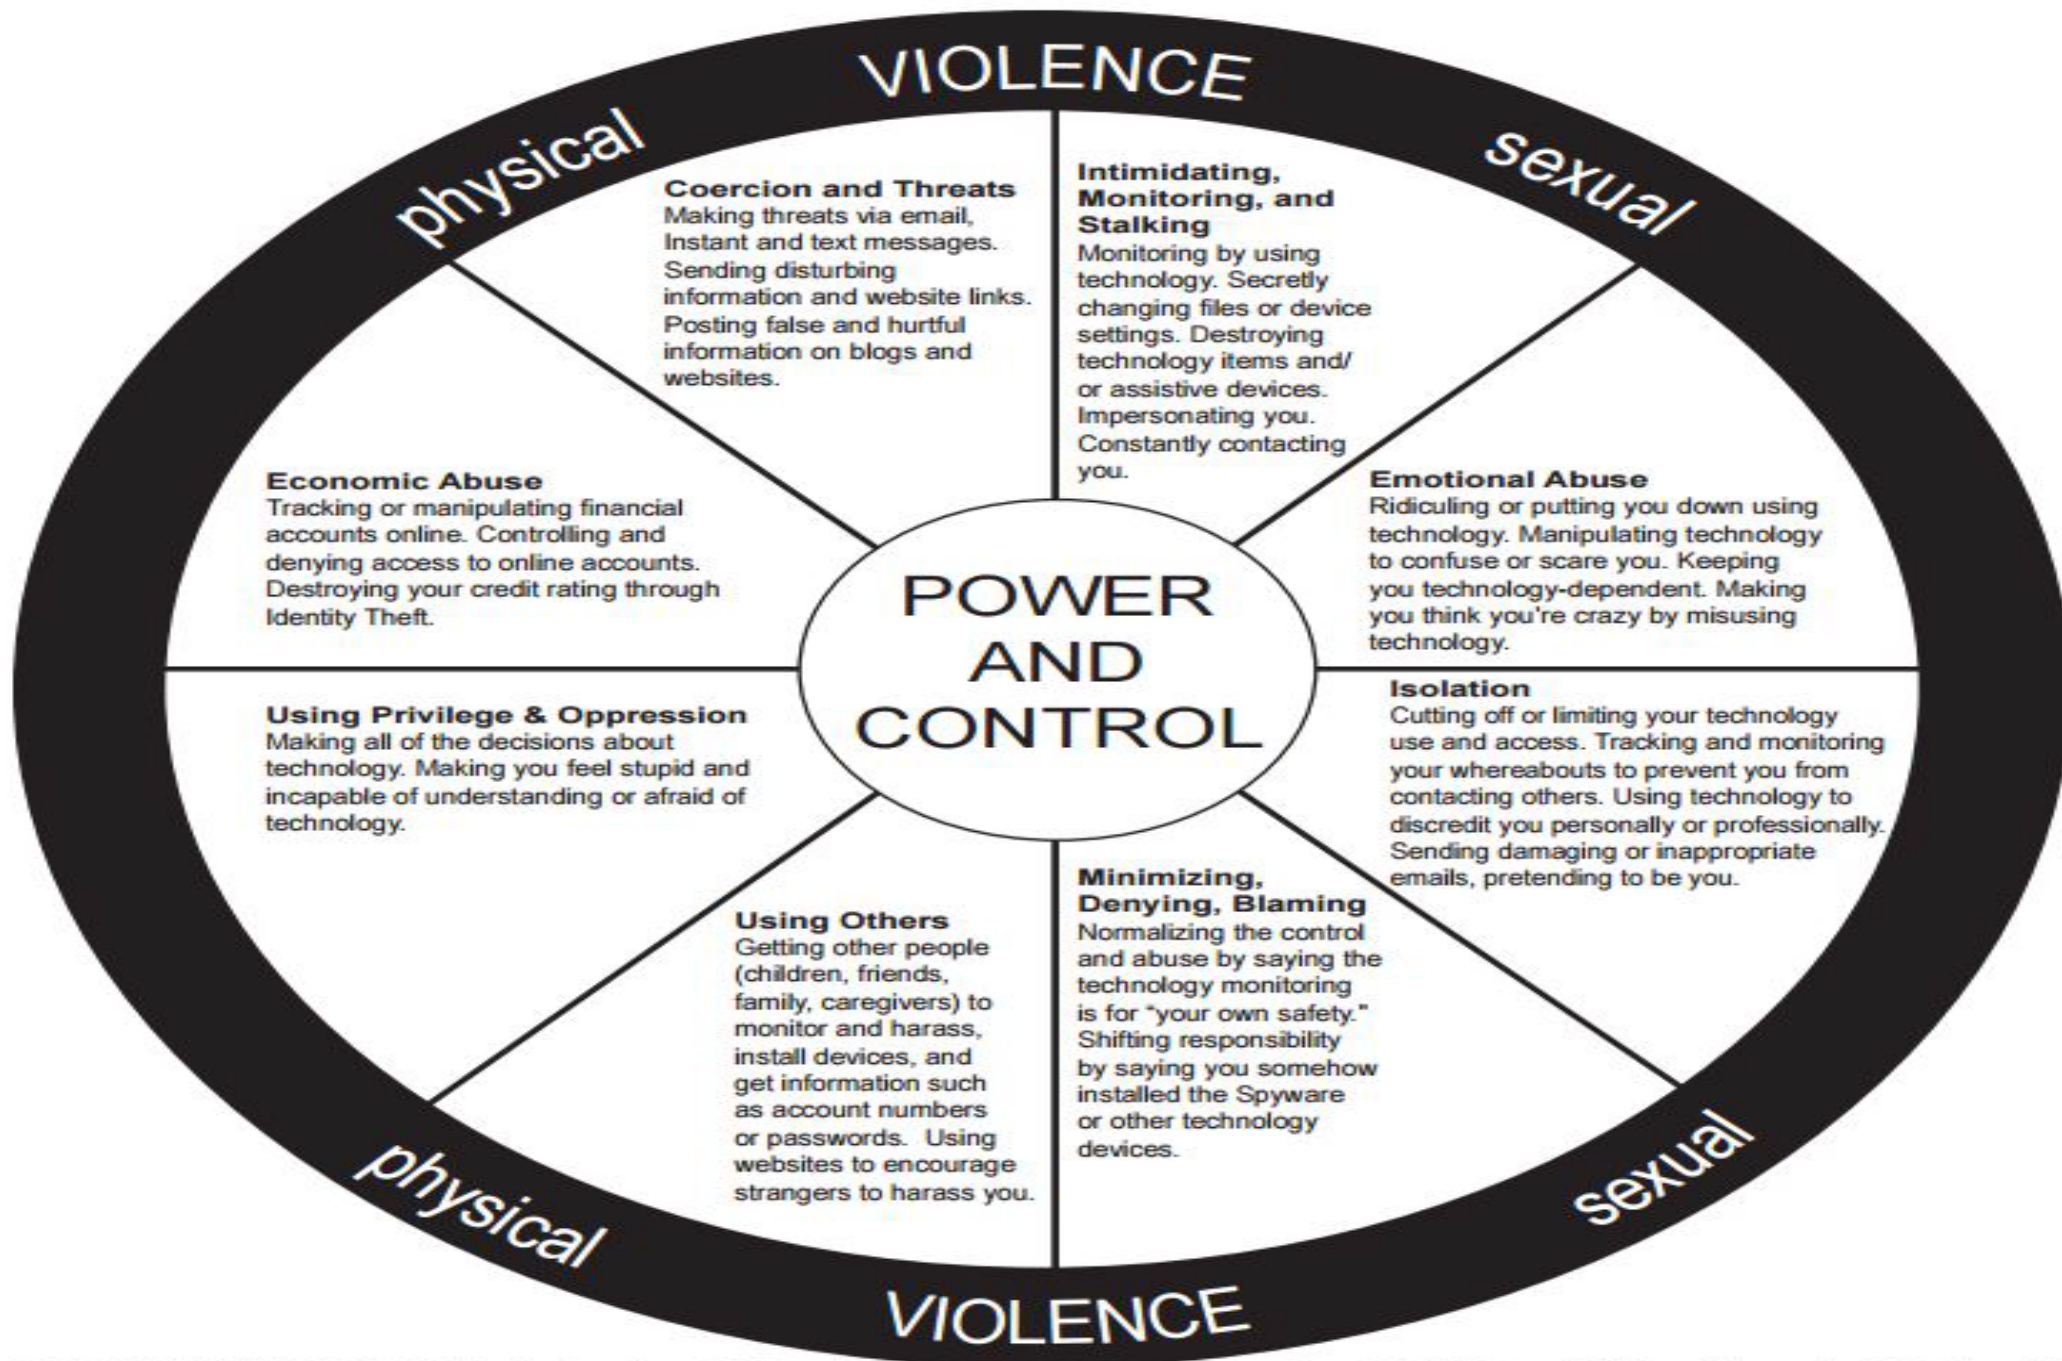 VIOLENCE
physical
sexual
Coercion and Threats
Making threats via email,
Instant and text messages.
Sending disturbing
information and website links.
Posting false and hurtful
information on blogs and
websites.
Intimidating,
Monitoring, and
Stalking
Monitoring by using
technology. Secretly
changing files or device
settings. Destroying
technology items and/
or assistive devices.
Impersonating you.
Constantly contacting
you.
Emotional Abuse
Ridiculing or putting you down using
technology. Manipulating technology
to confuse or scare you. Keeping
you technology-dependent. Making
you think you're crazy by misusing
technology.
Economic Abuse
Tracking or manipulating financial
accounts online. Controlling and
denying access to online accounts.
Destroying your credit rating through
Identity Theft.
POWER
AND
CONTROL
Isolation
Cutting off or limiting your technology
use and access. Tracking and monitoring
your whereabouts to prevent you from
contacting others. Using technology to
discredit you personally or professionally.
Sending damaging or inappropriate
emails, pretending to be you.
Using Privilege & Oppression
Making all of the decisions about
technology. Making you feel stupid and
incapable of understanding or afraid of
technology.
Using Others
Getting other people
(children, friends,
family, caregivers) to
monitor and harass,
install devices, and
get information such
as account numbers
or passwords. Using
websites to encourage
strangers to harass you.
Minimizing,
Denying, Blaming
Normalizing the control
and abuse by saying the
technology monitoring
is for "your own safety."
Shifting responsibility
by saying you somehow
installed the Spyware
or other technology
devices.
physical
sexual
VIOLENCE